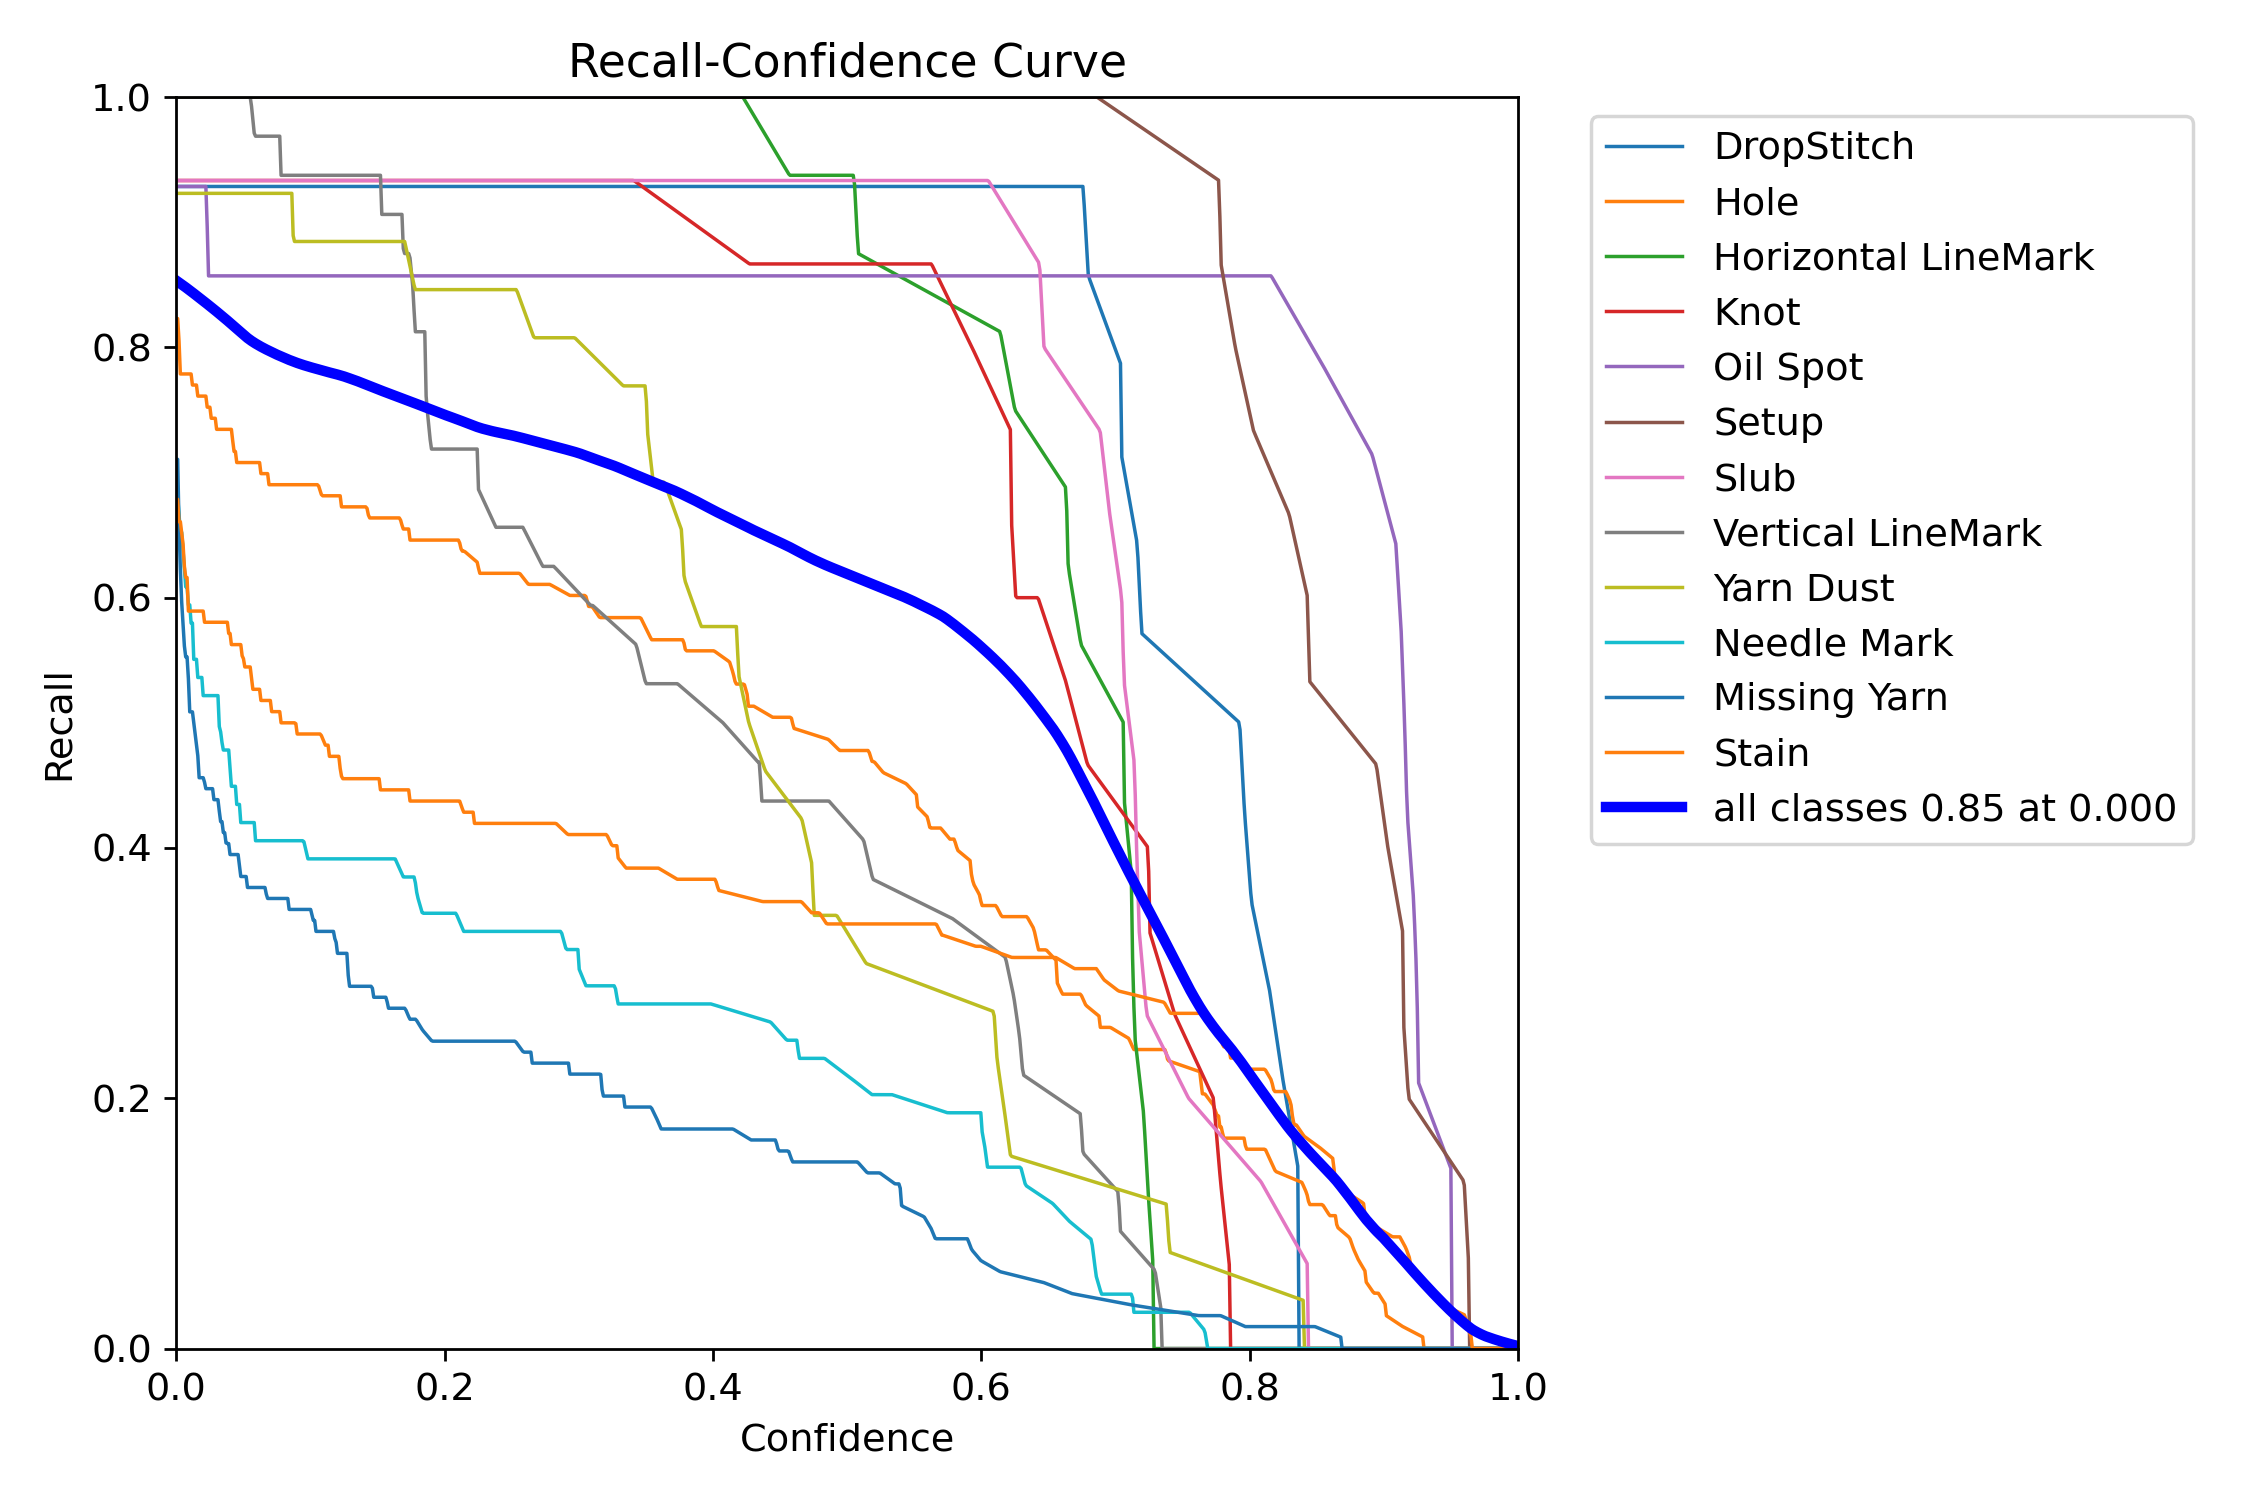 Recall-Confidence Curve
1.0
0.8
0.6
0.4
0.2
0.0
Recall
0.0 0.2 0.4 0.6 0.8 1.0
Confidence
DropStitch
Hole
Horizontal LineMark
Knot
Oil Spot
Setup
Slub
Vertical LineMark
Yarn Dust
Needle Mark
Missing Yarn
Stain
all classes 0.85 at 0.000